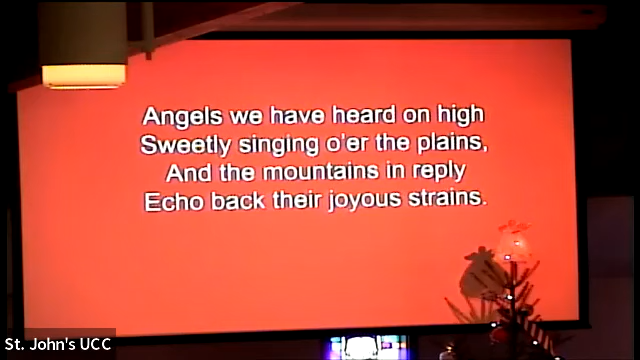 Angels we have heard on high
Sweetly singing o'er the plains,
And the mountains in reply
Echo back their joyous strains.
St. John's UCC